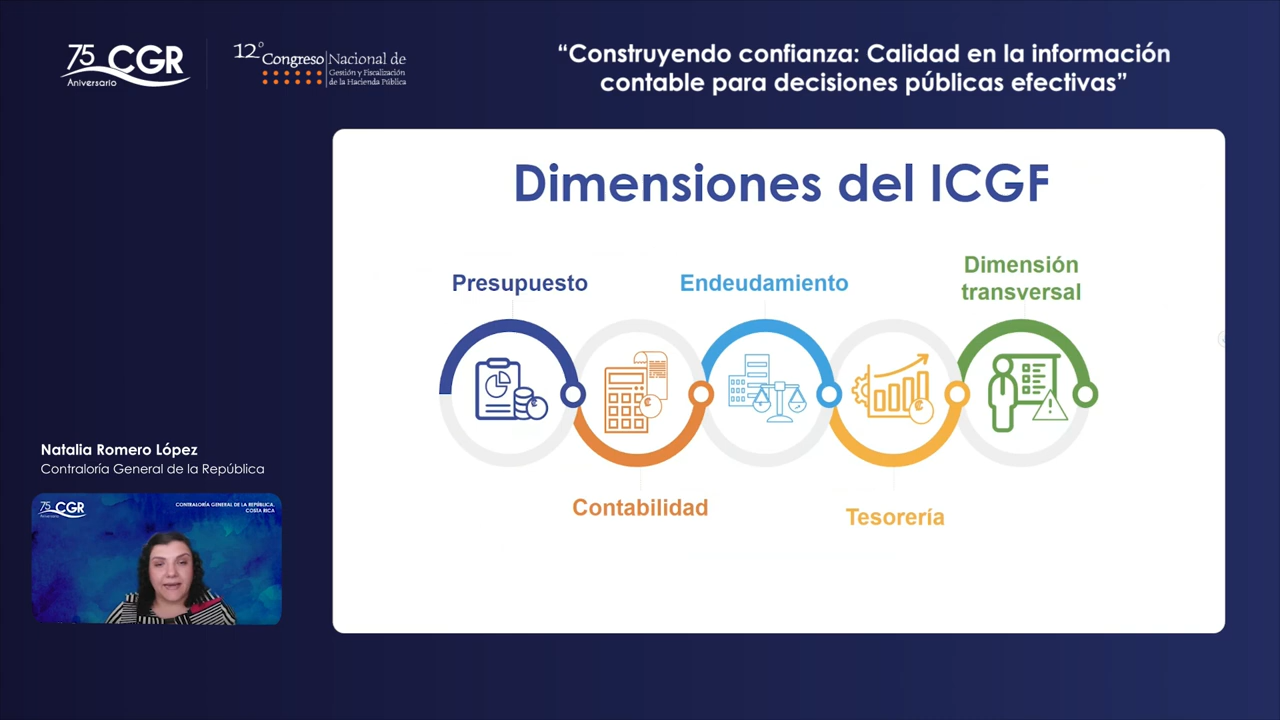 75 CGR
Aniversario
12° Congreso Nacional de
Gestión y Fiscalización
de la Hacienda Pública
“Construyendo confianza: Calidad en la información
contable para decisiones públicas efectivas”
Dimensiones del ICGF
Presupuesto
Endeudamiento
Dimensión
transversal
Contabilidad
Tesorería
Natalia Romero López
Contraloría General de la República
75 CGR
CONTRALORÍA GENERAL DE LA REPÚBLICA,
COSTA RICA